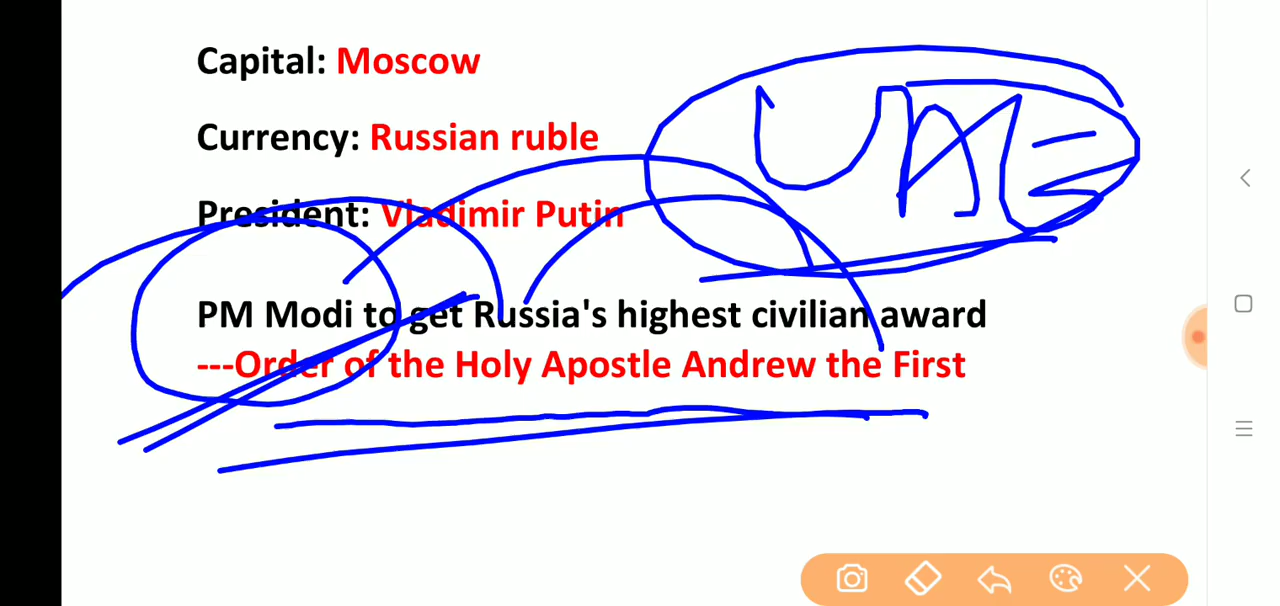 Capital: Moscow
UAE
Currency: Russian ruble
President: Vladimir Putin
PM Modi to get Russia's highest civilian award
---Order of the Holy Apostle Andrew the First